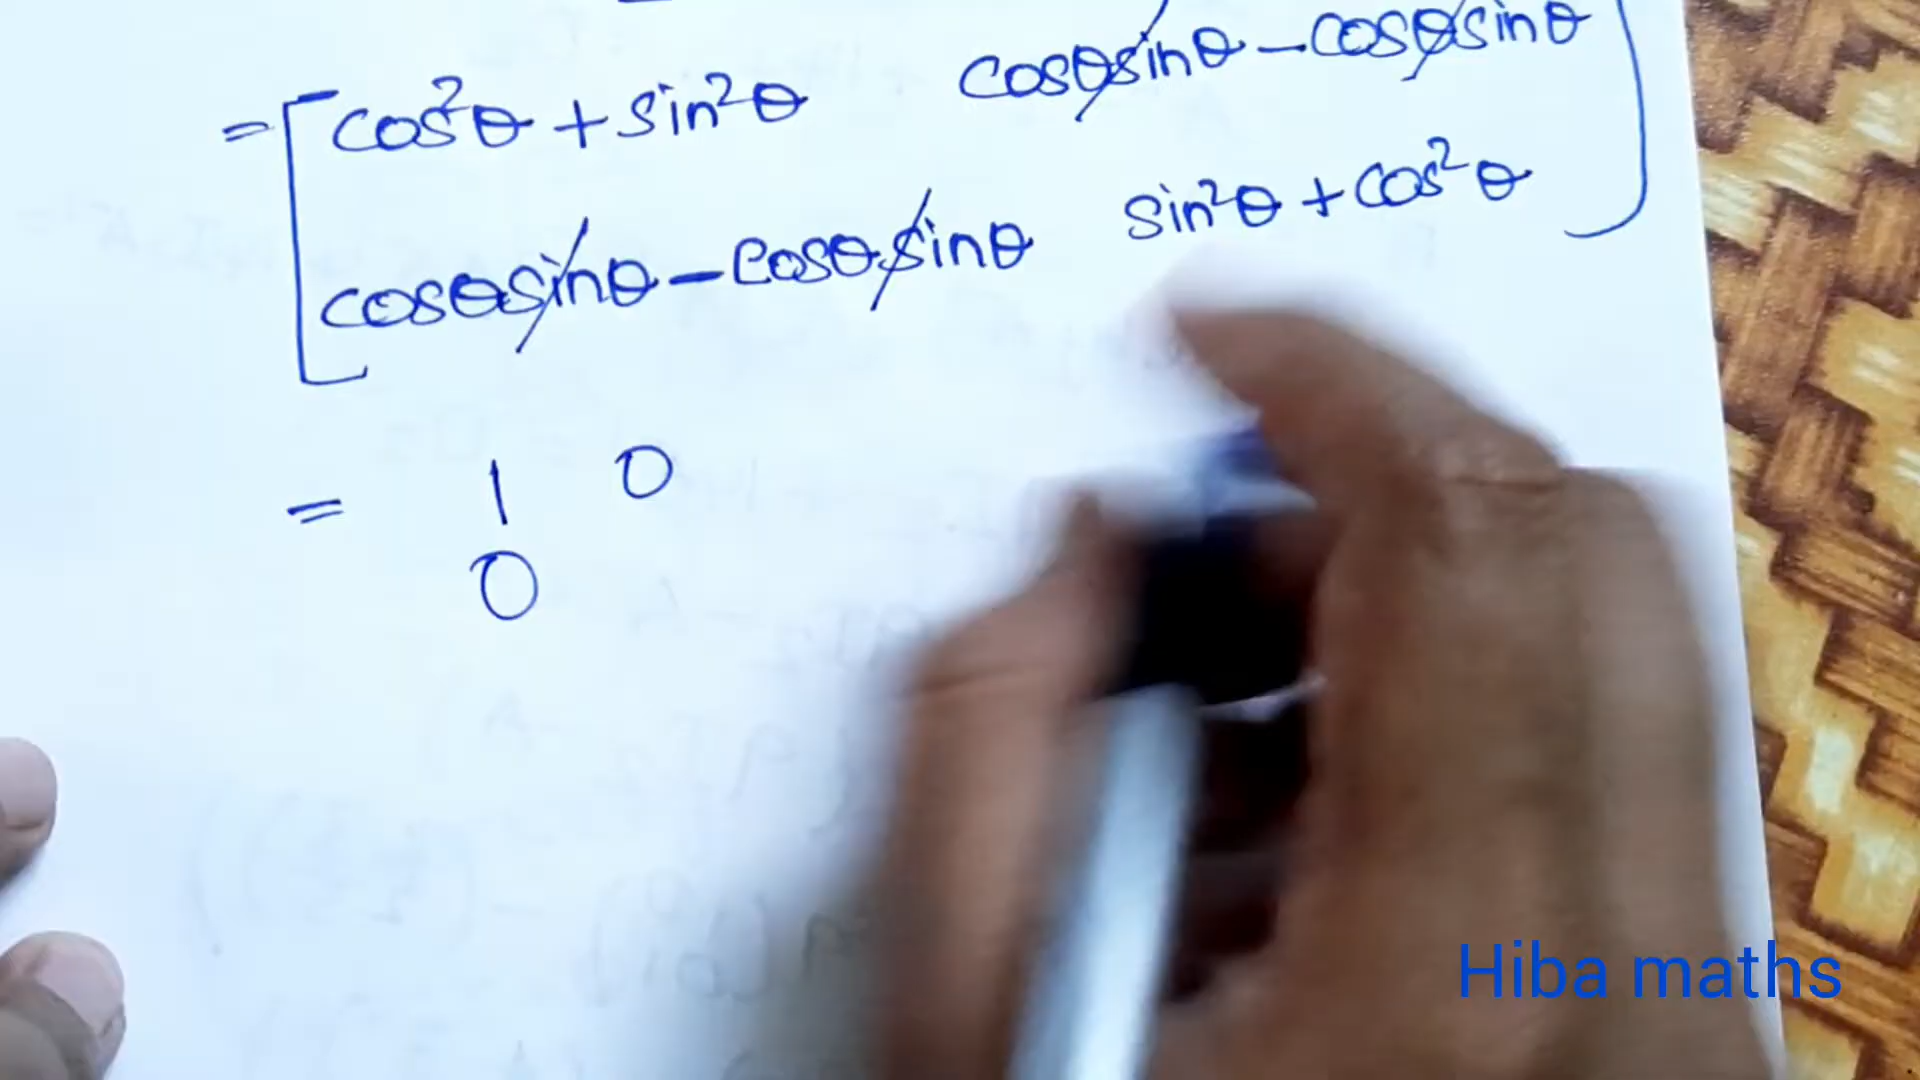 = [ cos²θ + sin²θ cosθsinθ – cosθsinθ
cosθsinθ – cosθsinθ sin²θ + cos²θ ]
= 1 0
0
Hiba maths